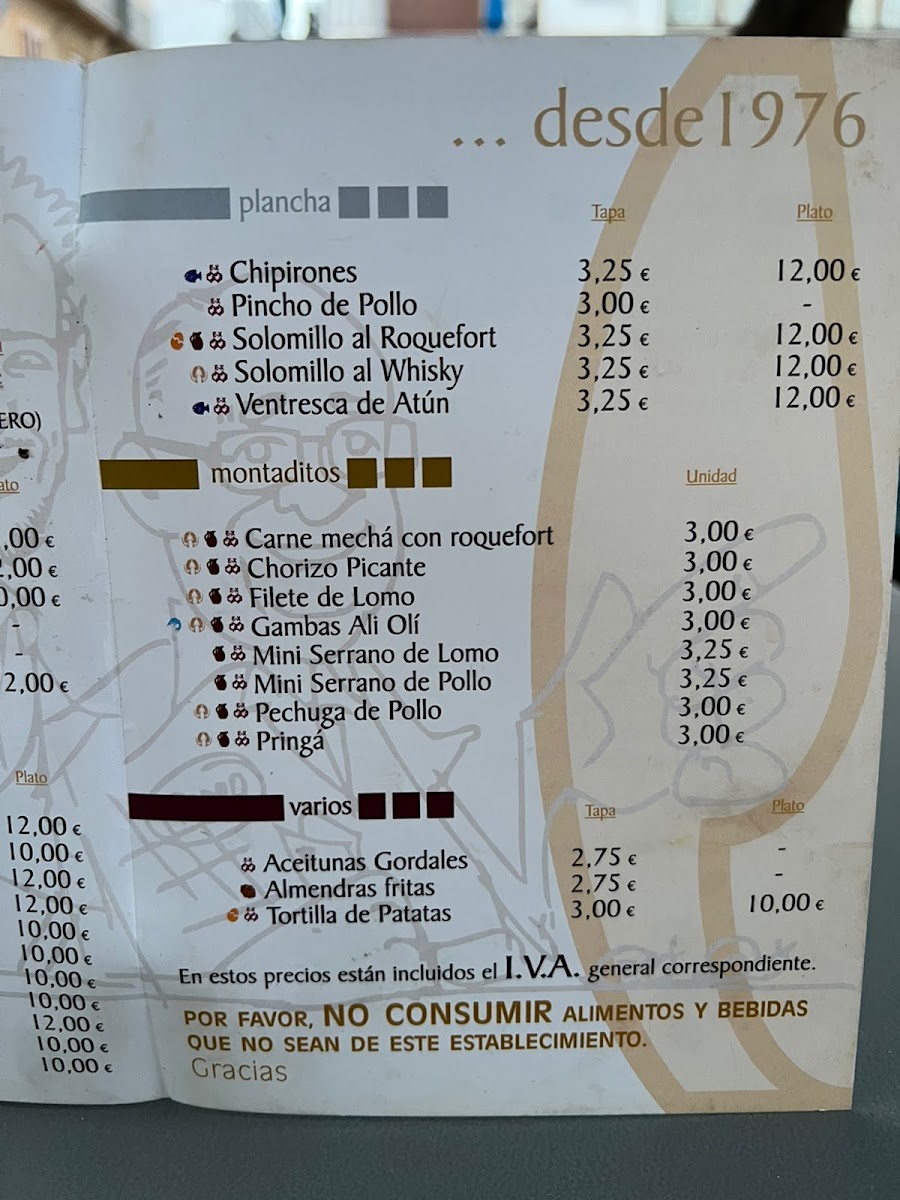 ... desde1976
plancha Tapa Plato
Chipirones 3,25 € 12,00 €
Pincho de Pollo 3,00 € -
Solomillo al Roquefort 3,25 € 12,00 €
Solomillo al Whisky 3,25 € 12,00 €
Ventresca de Atún 3,25 € 12,00 €
montaditos Unidad
Carne mechá con roquefort 3,00 €
Chorizo Picante 3,00 €
Filete de Lomo 3,00 €
Gambas Ali Olí 3,00 €
Mini Serrano de Lomo 3,25 €
Mini Serrano de Pollo 3,25 €
Pechuga de Pollo 3,00 €
Pringá 3,00 €
varios Tapa Plato
Aceitunas Gordales 2,75 € -
Almendras fritas 2,75 € -
Tortilla de Patatas 3,00 € 10,00 €
En estos precios están incluidos el I.V.A. general correspondiente.
POR FAVOR, NO CONSUMIR ALIMENTOS Y BEBIDAS
QUE NO SEAN DE ESTE ESTABLECIMIENTO.
Gracias
Plato
12,00 €
10,00 €
12,00 €
12,00 €
10,00 €
10,00 €
10,00 €
10,00 €
12,00 €
10,00 €
10,00 €